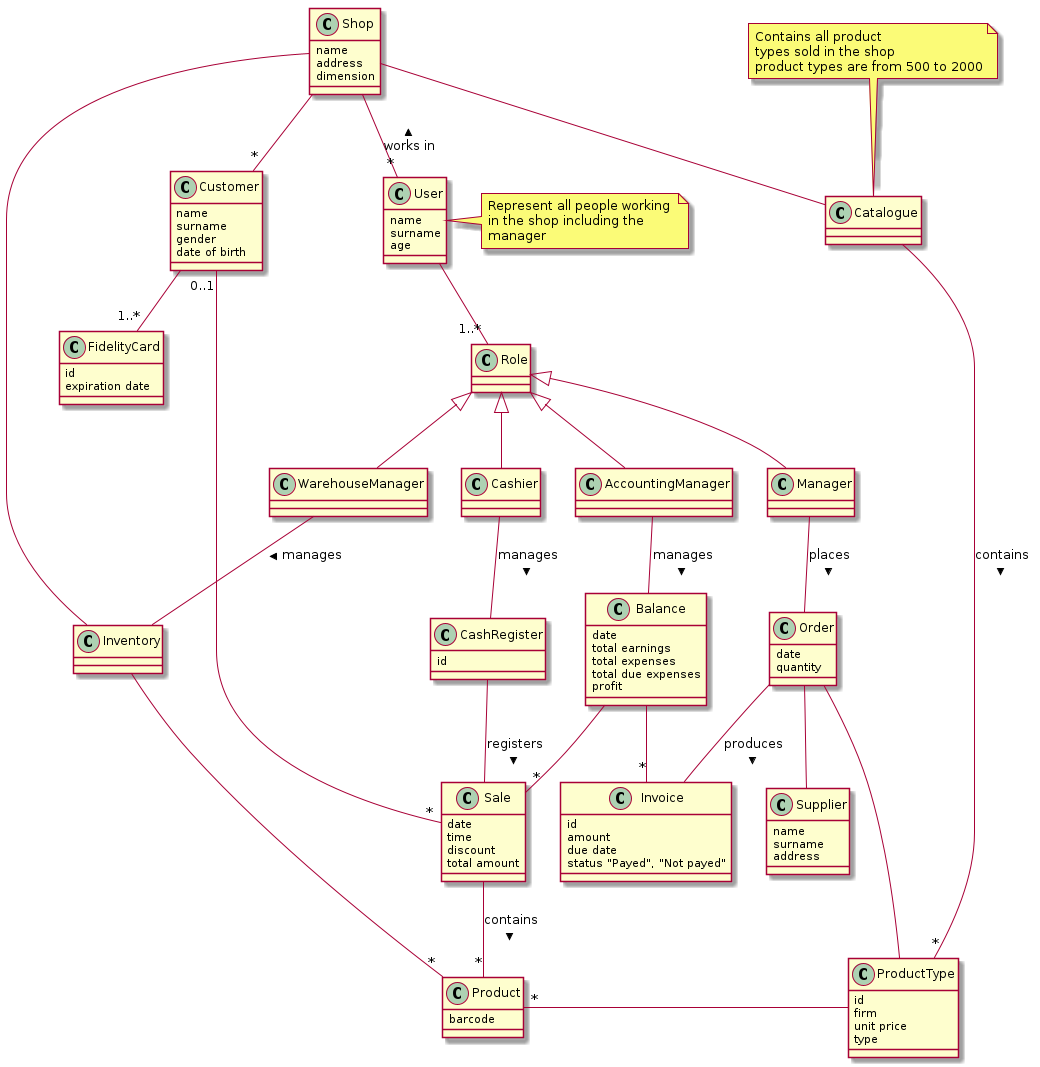 C Shop
name
address
dimension
Contains all product
types sold in the shop
product types are from 500 to 2000
works in
*
*
C Customer
name
surname
gender
date of birth
C User
name
surname
age
Represent all people working
in the shop including the
manager
C Catalogue
0..1
1..*
1..*
C FidelityCard
id
expiration date
C Role
C WarehouseManager
C Cashier
C AccountingManager
C Manager
manages
manages
manages
places
contains
C Inventory
C CashRegister
id
C Balance
date
total earnings
total expenses
total due expenses
profit
C Order
date
quantity
registers
produces
*
*
*
C Sale
date
time
discount
total amount
C Invoice
id
amount
due date
status "Payed", "Not payed"
C Supplier
name
surname
address
contains
*
*
*
C Product
barcode
*
C ProductType
id
firm
unit price
type